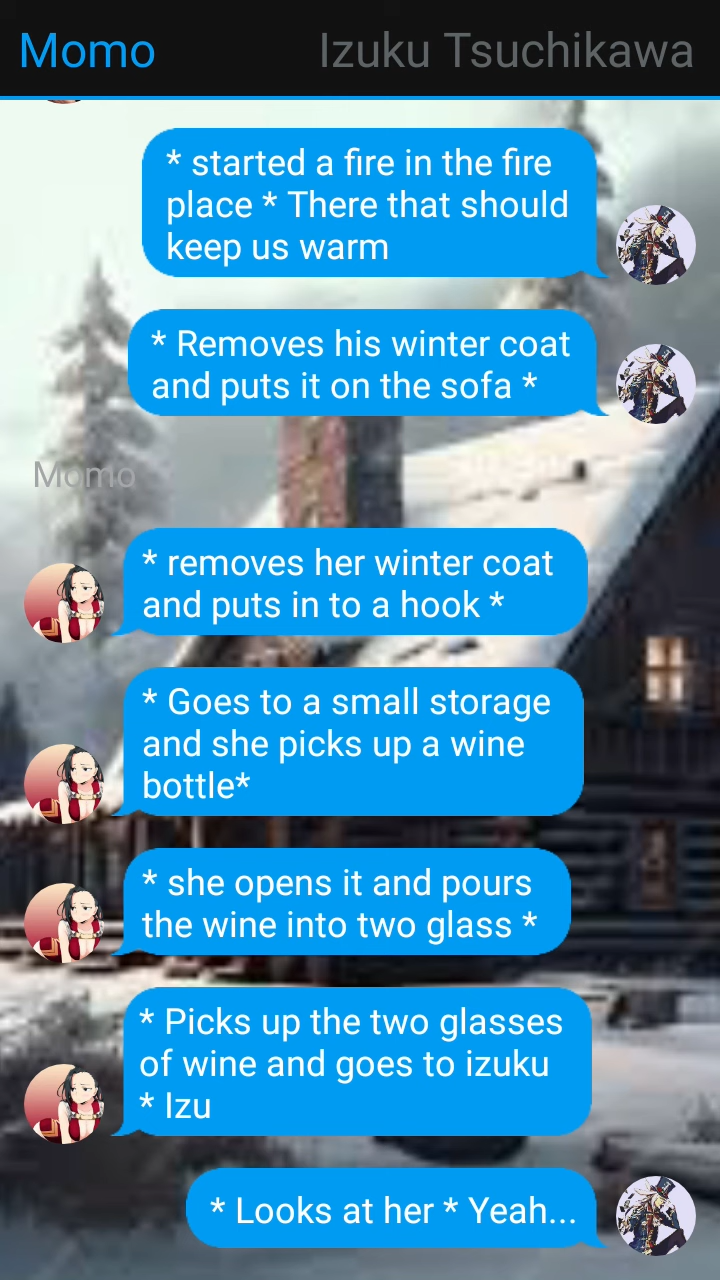 Momo
Izuku Tsuchikawa
* started a fire in the fire
place * There that should
keep us warm
* Removes his winter coat
and puts it on the sofa *
Momo
* removes her winter coat
and puts in to a hook *
* Goes to a small storage
and she picks up a wine
bottle*
* she opens it and pours
the wine into two glass *
* Picks up the two glasses
of wine and goes to izuku
* Izu
* Looks at her * Yeah...